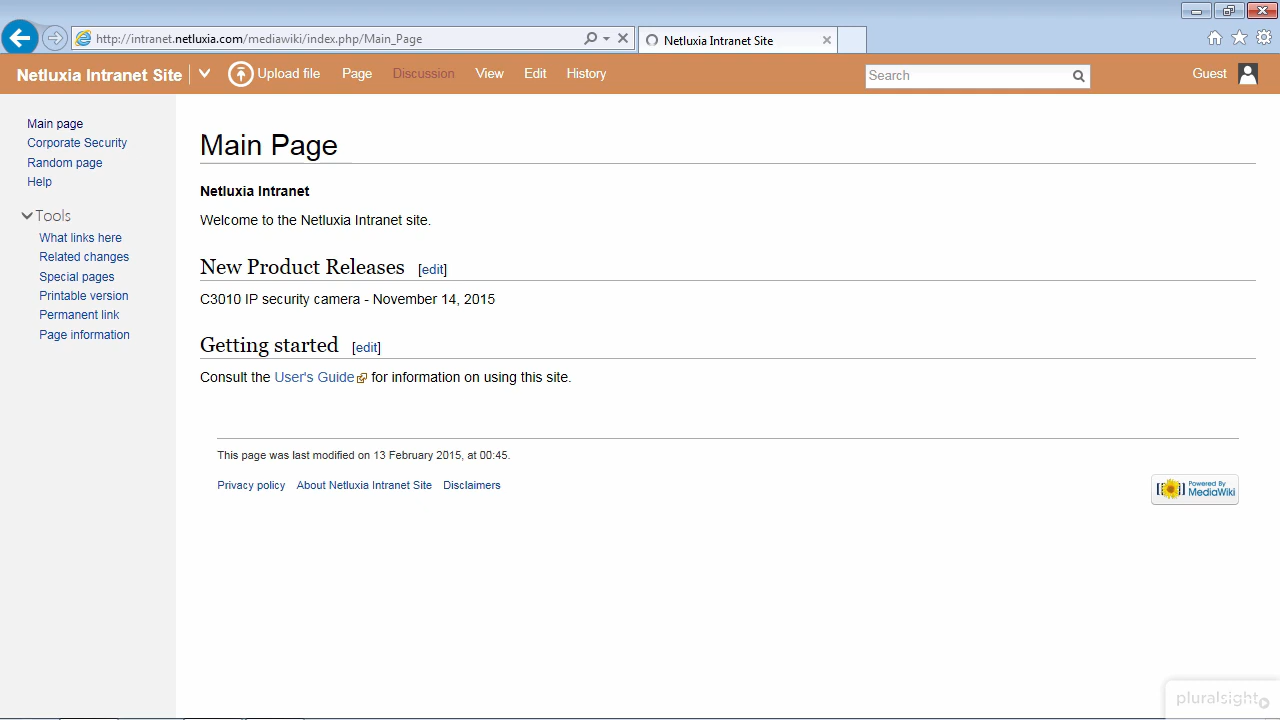 http://intranet.netluxia.com/mediawiki/index.php/Main_Page
Netluxia Intranet Site
Netluxia Intranet Site
Upload file
Page
Discussion
View
Edit
History
Search
Guest
Main page
Corporate Security
Random page
Help
Tools
What links here
Related changes
Special pages
Printable version
Permanent link
Page information
Main Page
Netluxia Intranet
Welcome to the Netluxia Intranet site.
New Product Releases [edit]
C3010 IP security camera - November 14, 2015
Getting started [edit]
Consult the User's Guide for information on using this site.
This page was last modified on 13 February 2015, at 00:45.
Privacy policy About Netluxia Intranet Site Disclaimers
Powered By
MediaWiki
pluralsight